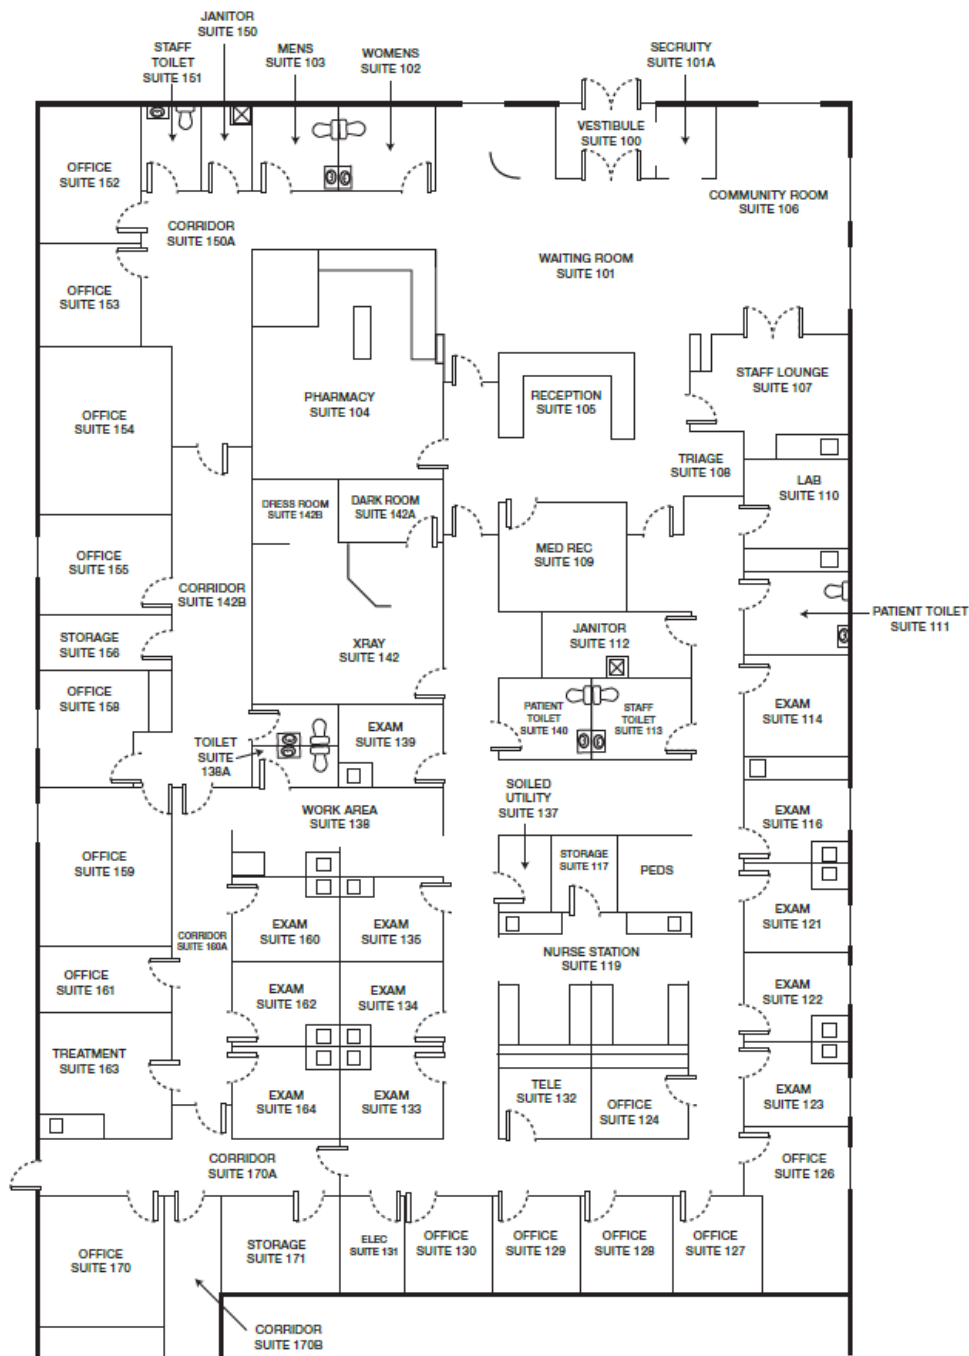 JANITOR
SUITE 150
STAFF
TOILET
SUITE 151
MENS
SUITE 103
WOMENS
SUITE 102
SECRUITY
SUITE 101A
VESTIBULE
SUITE 100
OFFICE
SUITE 152
COMMUNITY ROOM
SUITE 106
CORRIDOR
SUITE 150A
WAITING ROOM
SUITE 101
OFFICE
SUITE 153
STAFF LOUNGE
SUITE 107
PHARMACY
SUITE 104
RECEPTION
SUITE 105
OFFICE
SUITE 154
TRIAGE
SUITE 108
LAB
SUITE 110
DRESS ROOM
SUITE 142B
DARK ROOM
SUITE 142A
MED REC
SUITE 109
OFFICE
SUITE 155
CORRIDOR
SUITE 142B
PATIENT TOILET
SUITE 111
STORAGE
SUITE 156
XRAY
SUITE 142
JANITOR
SUITE 112
OFFICE
SUITE 158
EXAM
SUITE 114
PATIENT
TOILET
SUITE 140
STAFF
TOILET
SUITE 113
TOILET
SUITE
138A
EXAM
SUITE 139
SOILED
UTILITY
SUITE 137
WORK AREA
SUITE 138
EXAM
SUITE 116
OFFICE
SUITE 159
STORAGE
SUITE 117
PEDS
EXAM
SUITE 121
CORRIDOR
SUITE 160A
EXAM
SUITE 160
EXAM
SUITE 135
NURSE STATION
SUITE 119
OFFICE
SUITE 161
EXAM
SUITE 162
EXAM
SUITE 134
EXAM
SUITE 122
TREATMENT
SUITE 163
EXAM
SUITE 164
EXAM
SUITE 133
TELE
SUITE 132
OFFICE
SUITE 124
EXAM
SUITE 123
CORRIDOR
SUITE 170A
OFFICE
SUITE 126
OFFICE
SUITE 170
STORAGE
SUITE 171
ELEC
SUITE 131
OFFICE
SUITE 130
OFFICE
SUITE 129
OFFICE
SUITE 128
OFFICE
SUITE 127
CORRIDOR
SUITE 170B